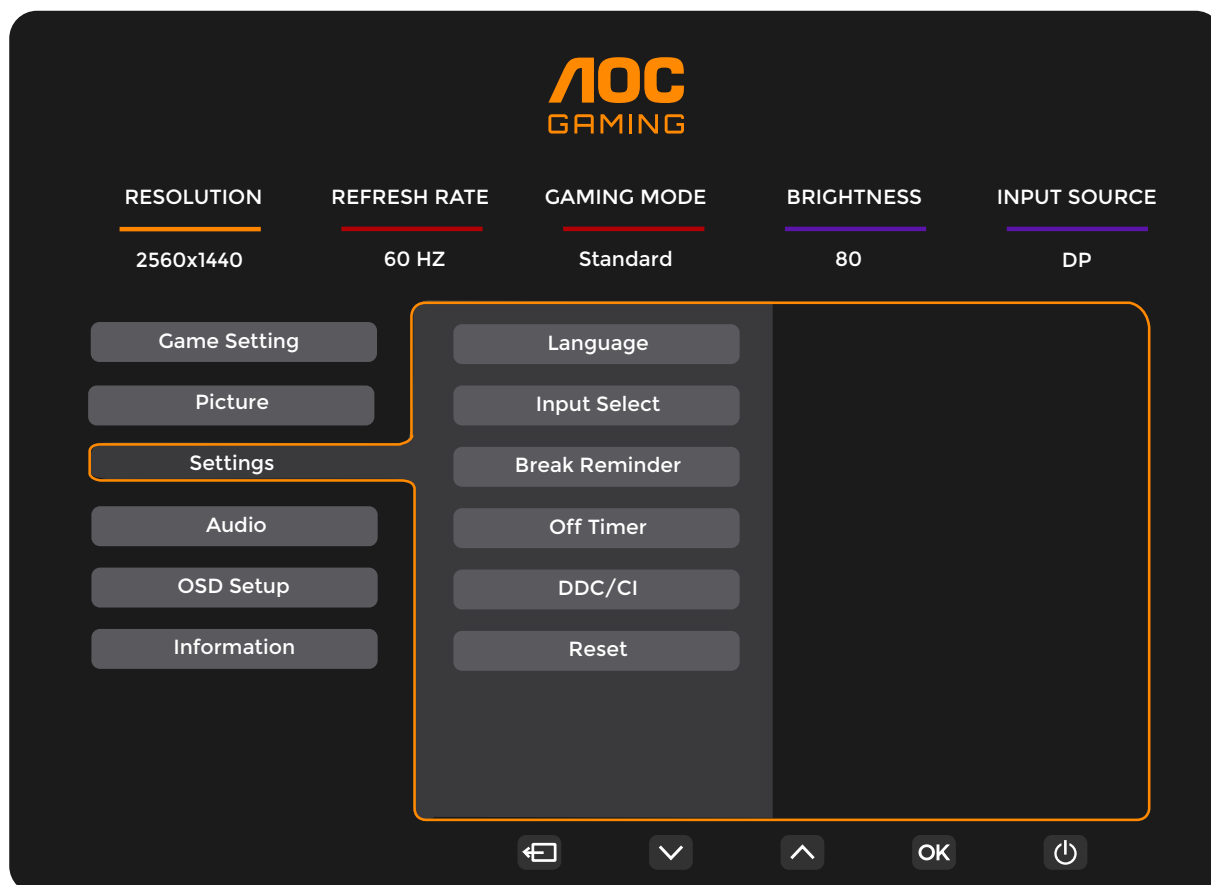 AOC
GAMING
RESOLUTION REFRESH RATE GAMING MODE BRIGHTNESS INPUT SOURCE
2560x1440 60 HZ Standard 80 DP
Game Setting
Picture
Settings
Audio
OSD Setup
Information
Language
Input Select
Break Reminder
Off Timer
DDC/CI
Reset
OK